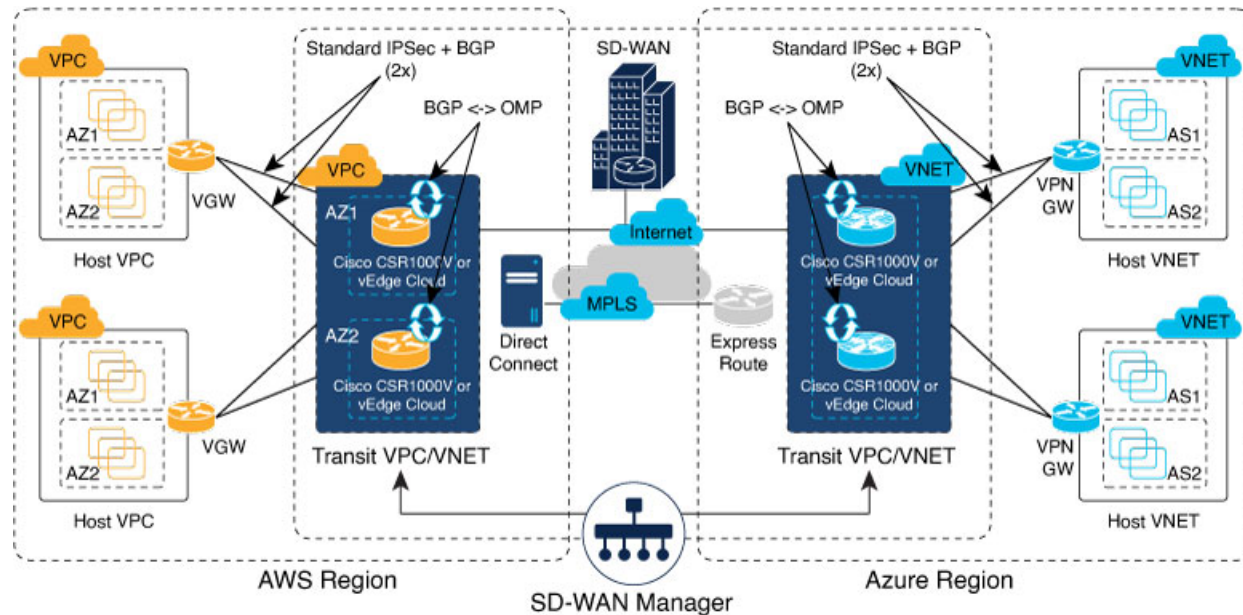 Standard IPSec + BGP
(2x)
SD-WAN
Standard IPSec + BGP
(2x)
VPC
AZ1
AZ2
VGW
Host VPC
BGP <-> OMP
BGP <-> OMP
VNET
AS1
AS2
VPN
GW
Host VNET
VPC
AZ1
Cisco CSR1000V or
vEdge Cloud
AZ2
Cisco CSR1000V or
vEdge Cloud
Transit VPC/VNET
Internet
MPLS
Direct
Connect
Express
Route
VNET
Cisco CSR1000V or
vEdge Cloud
Cisco CSR1000V or
vEdge Cloud
Transit VPC/VNET
VPC
AZ1
AZ2
VGW
Host VPC
VNET
AS1
AS2
VPN
GW
Host VNET
AWS Region
SD-WAN Manager
Azure Region